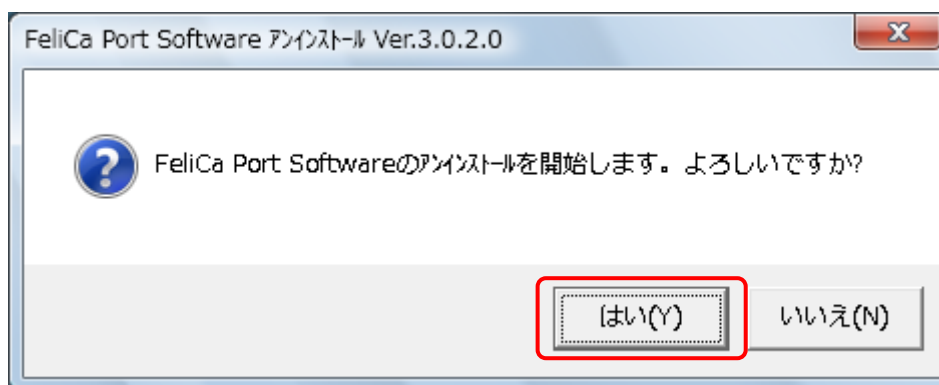 FeliCa Port Software ｱﾝｲﾝｽﾄｰﾙ Ver.3.0.2.0
FeliCa Port Softwareのｱﾝｲﾝｽﾄｰﾙを開始します。よろしいですか?
はい(Y)
いいえ(N)